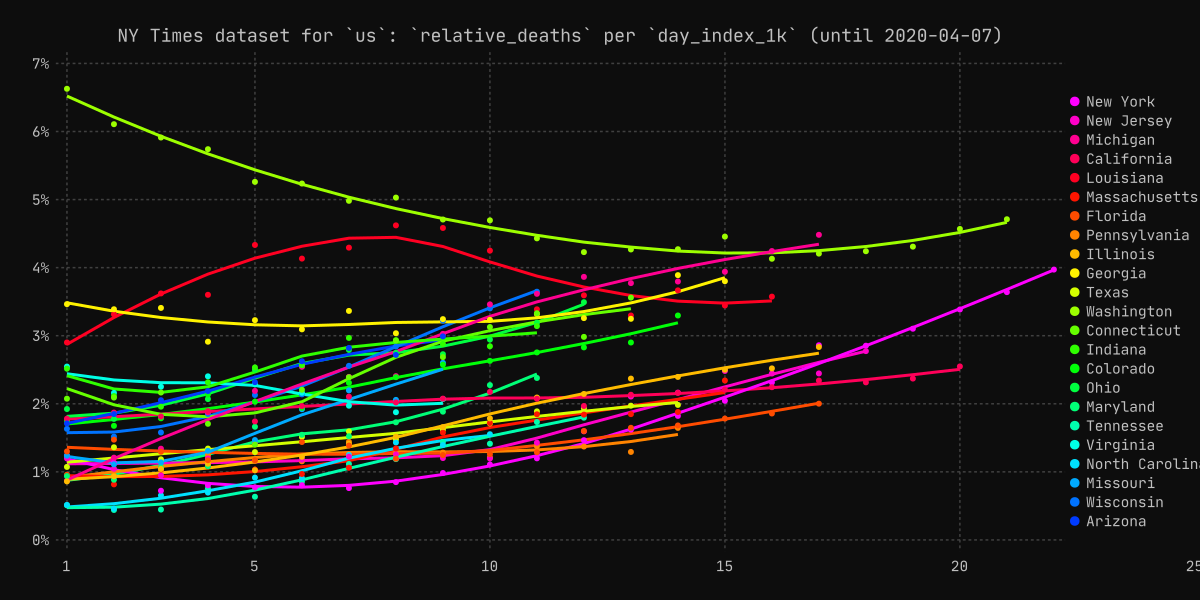 NY Times dataset for `us`: `relative_deaths` per `day_index_1k` (until 2020-04-07)
7%
6%
5%
4%
3%
2%
1%
0%
1 5 10 15 20 25
New York
New Jersey
Michigan
California
Louisiana
Massachusetts
Florida
Pennsylvania
Illinois
Georgia
Texas
Washington
Connecticut
Indiana
Colorado
Ohio
Maryland
Tennessee
Virginia
North Carolina
Missouri
Wisconsin
Arizona